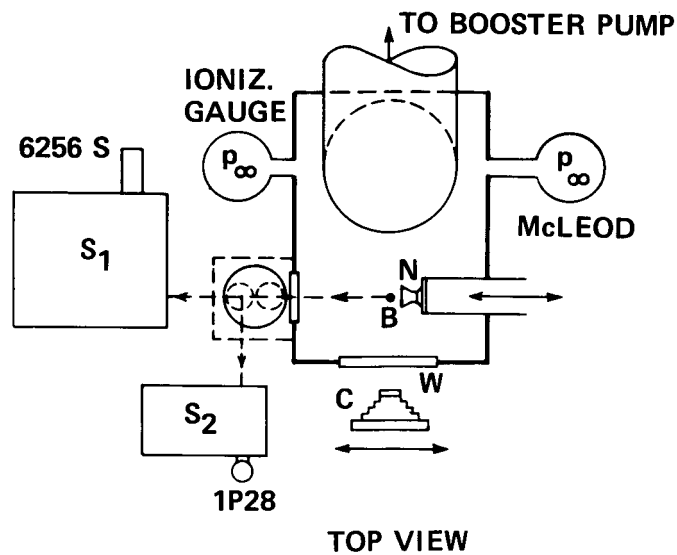 TO BOOSTER PUMP
IONIZ.
GAUGE
6256 S
p∞
p∞
McLEOD
S1
N
B
W
C
S2
1P28
TOP VIEW